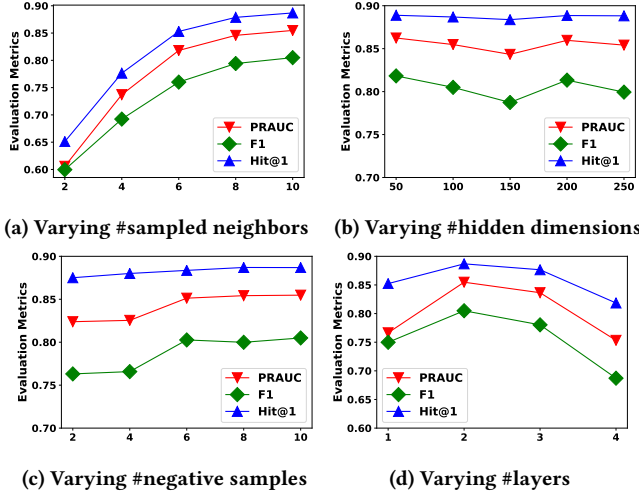 0.90
0.85
0.80
0.75
0.70
0.65
0.60
Evaluation Metrics
PRAUC
F1
Hit@1
2 4 6 8 10
(a) Varying #sampled neighbors
0.90
0.85
0.80
0.75
0.70
Evaluation Metrics
PRAUC
F1
Hit@1
50 100 150 200 250
(b) Varying #hidden dimensions
0.90
0.85
0.80
0.75
0.70
Evaluation Metrics
PRAUC
F1
Hit@1
2 4 6 8 10
(c) Varying #negative samples
0.90
0.85
0.80
0.75
0.70
0.65
0.60
Evaluation Metrics
PRAUC
F1
Hit@1
1 2 3 4
(d) Varying #layers